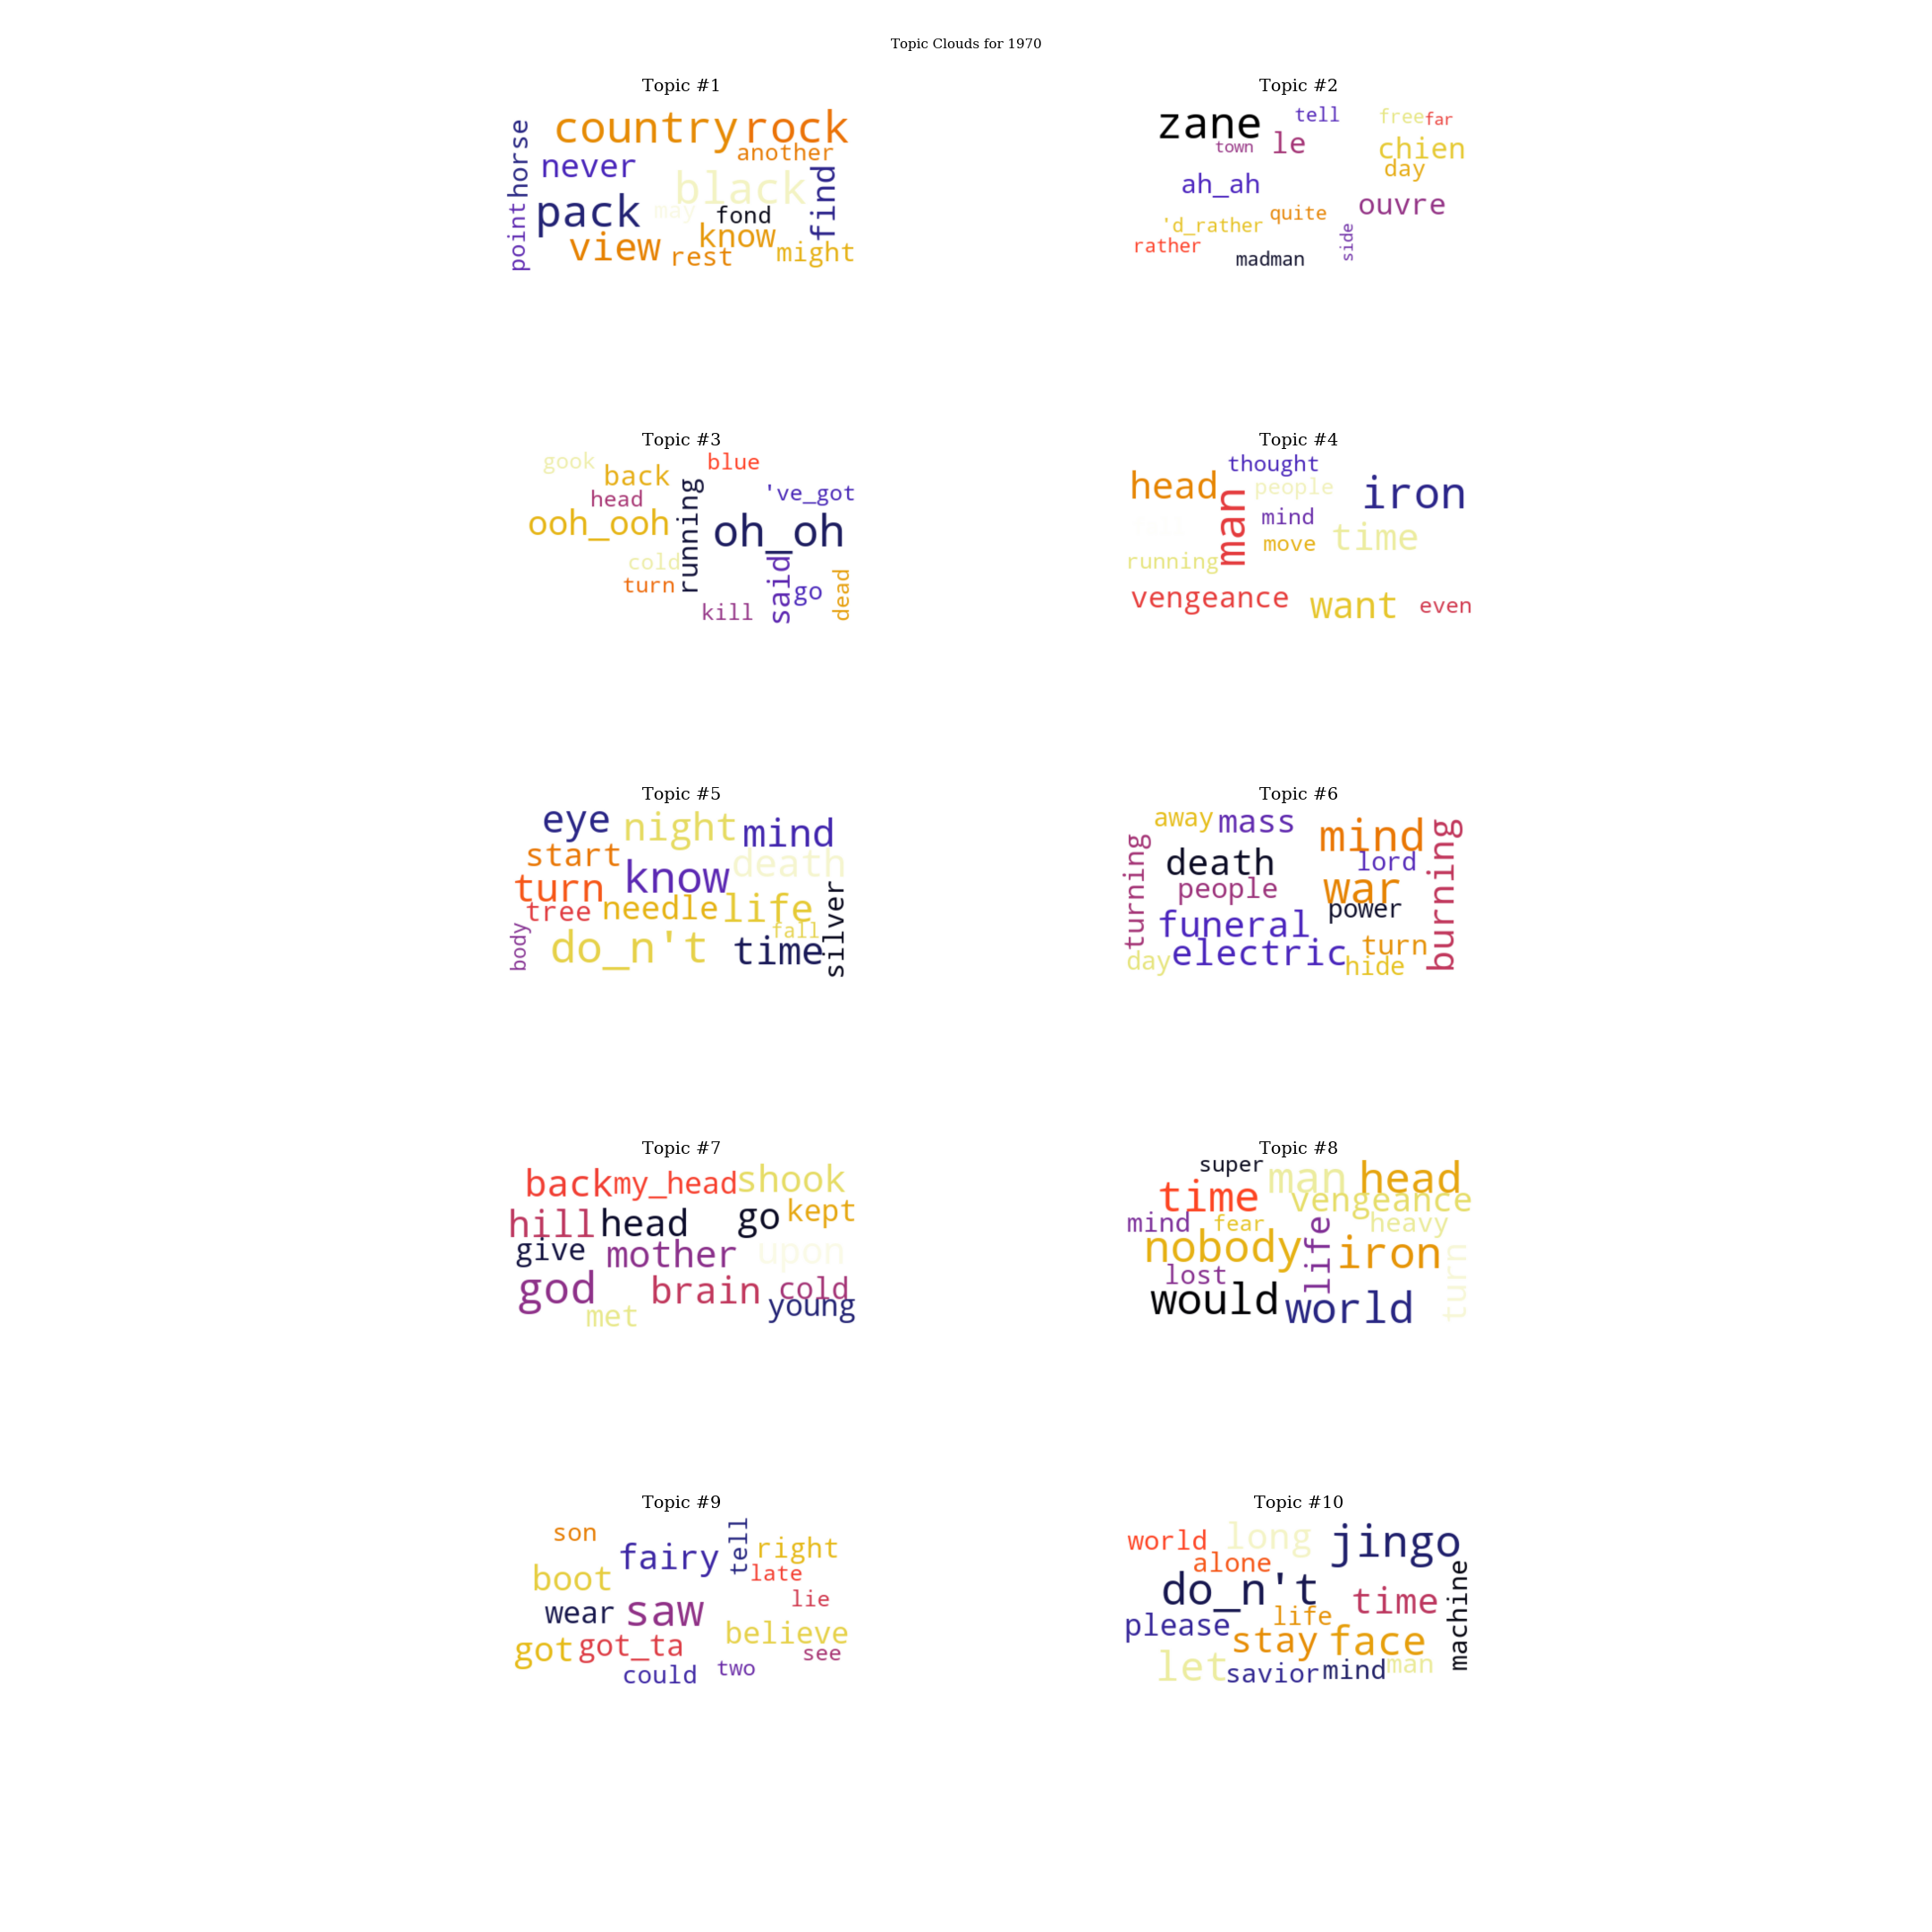 Topic Clouds for 1970
Topic #1
country rock
horse
another
never
black
find
pack
may
fond
point
know
view
rest
might
Topic #2
zane
tell
free
far
town
le
chien
day
ah_ah
ouvre
quite
'd_rather
side
rather
madman
Topic #3
gook
blue
back
head
've_got
running
ooh_ooh
oh_oh
cold
said
turn
go
dead
kill
Topic #4
thought
head
people
iron
man
mind
time
move
running
vengeance
want
even
Topic #5
eye
night
mind
start
death
know
turn
tree
needle
life
silver
body
fall
do_n't
time
Topic #6
away
mass
mind
burning
turning
death
lord
people
war
power
funeral
electric
turn
day
hide
Topic #7
back
my_head
shook
kept
hill
head
go
give
mother
upon
god
brain
cold
young
met
Topic #8
super
man
head
time
vengeance
mind
fear
life
heavy
nobody
iron
turn
lost
would
world
Topic #9
son
fairy
tell
right
boot
late
lie
wear
saw
believe
got
got_ta
see
could
two
Topic #10
world
long
jingo
alone
machine
do_n't
time
please
life
stay
face
let
savior
mind
man